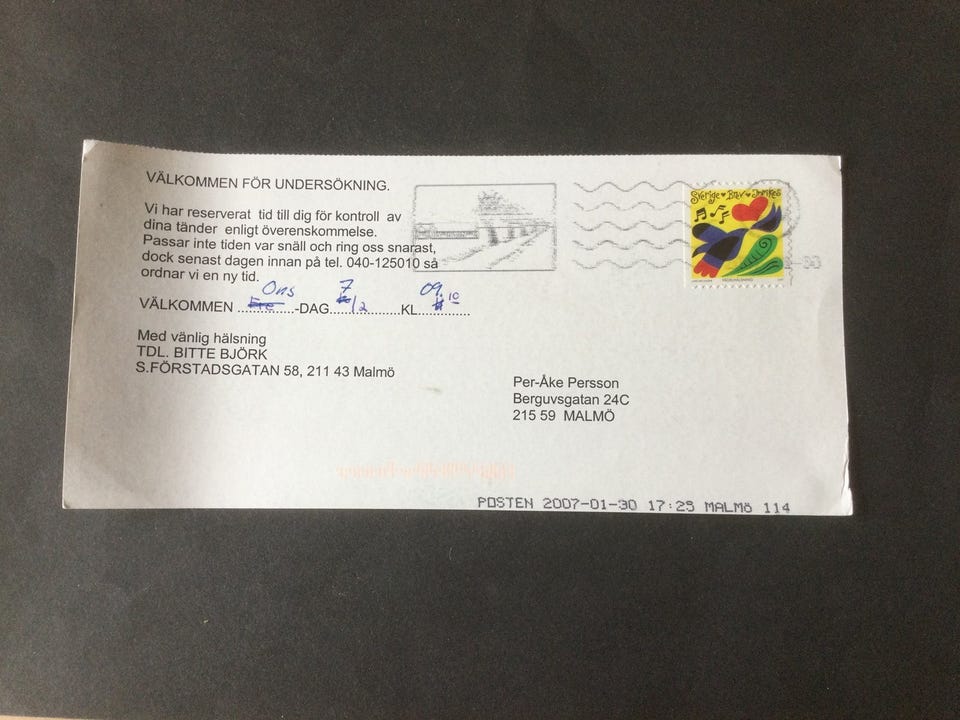 VÄLKOMMEN FÖR UNDERSÖKNING.
Vi har reserverat tid till dig för kontroll av
dina tänder enligt överenskommelse.
Passar inte tiden var snäll och ring oss snarast,
dock senast dagen innan på tel. 040-125010 så
ordnar vi en ny tid.
Ons 7 09.
VÄLKOMMEN ..................-DAG............/2............KL............10....
Med vänlig hälsning
TDL. BITTE BJÖRK
S.FÖRSTADSGATAN 58, 211 43 Malmö
Sverige Brev Inrikes
Per-Åke Persson
Berguvsgatan 24C
215 59 MALMÖ
POSTEN 2007-01-30 17:25 MALMö 114